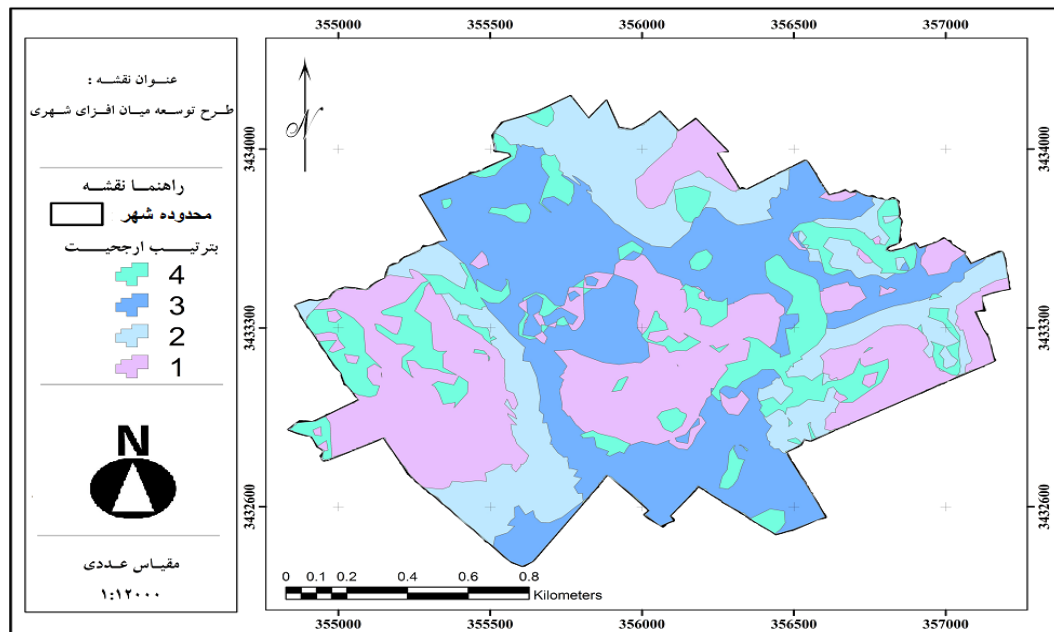 عنوان نقشه :
طرح توسعه میان افزای شهری
راهنما نقشه
محدوده شهر
بترتیب ارجحیت
4
3
2
1
N
مقیاس عددی
۱:۱۲۰۰۰
355000 355500 356000 356500 357000
3434000 3434000
3433300 3433300
3432600 3432600
N
0 0.1 0.2 0.4 0.6 0.8
Kilometers
355000 355500 356000 356500 357000